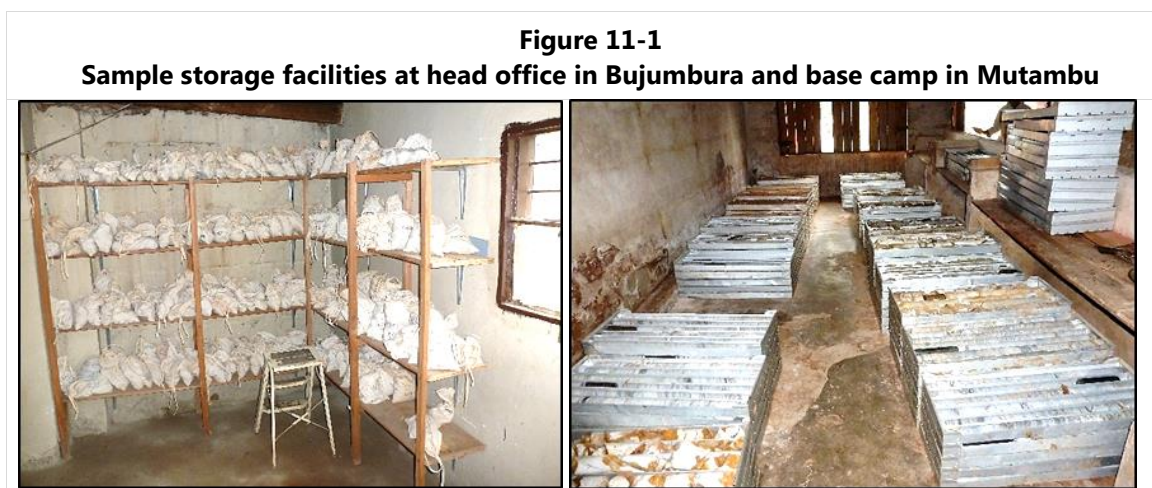 Figure 11-1
Sample storage facilities at head office in Bujumbura and base camp in Mutambu